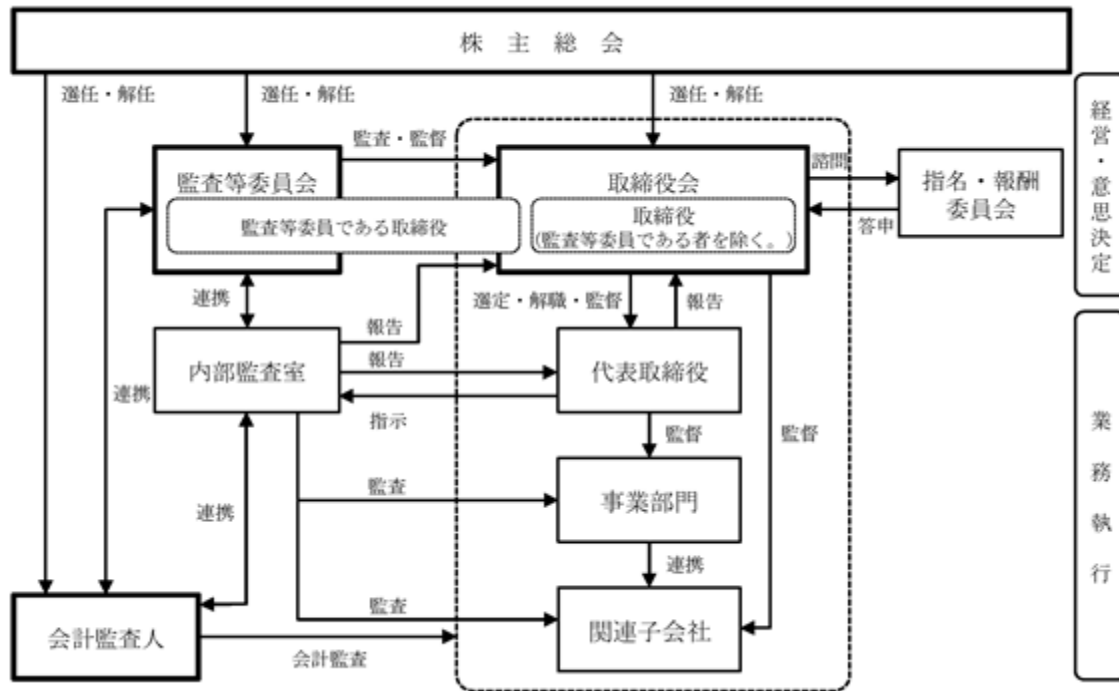 株 主 総 会
選任・解任
選任・解任
選任・解任
経営・意思決定
監査・監督
監査等委員会
監査等委員である取締役
取締役会
取締役
(監査等委員である者を除く。)
諮問
答申
指名・報酬
委員会
連携
報告
選定・解職・監督
報告
内部監査室
報告
指示
代表取締役
連携
監督
監督
業務執行
監査
事業部門
連携
連携
監査
関連子会社
会計監査人
会計監査